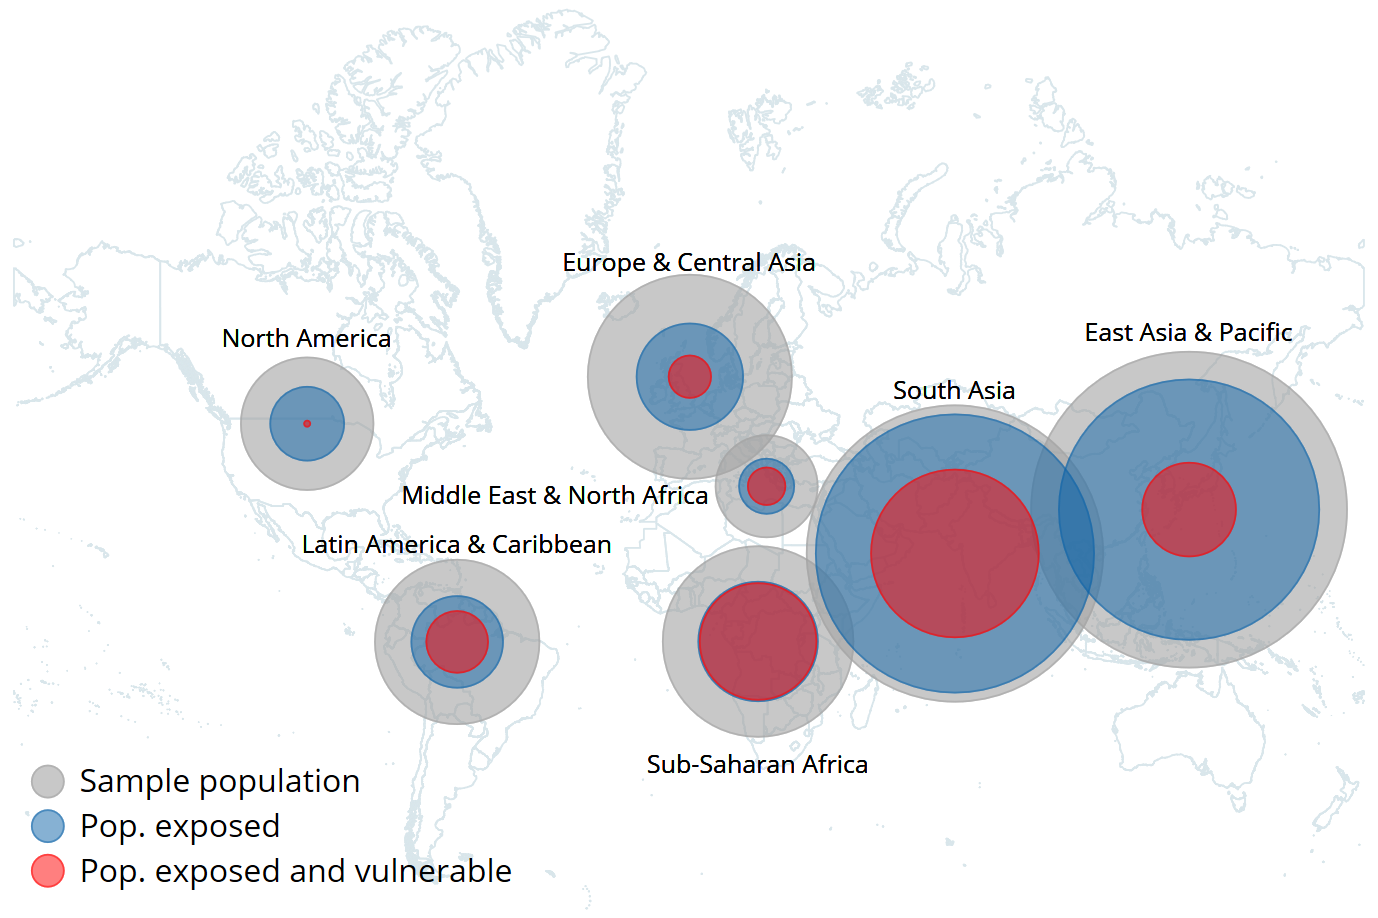 Europe & Central Asia
North America
East Asia & Pacific
South Asia
Middle East & North Africa
Latin America & Caribbean
Sub-Saharan Africa
Sample population
Pop. exposed
Pop. exposed and vulnerable